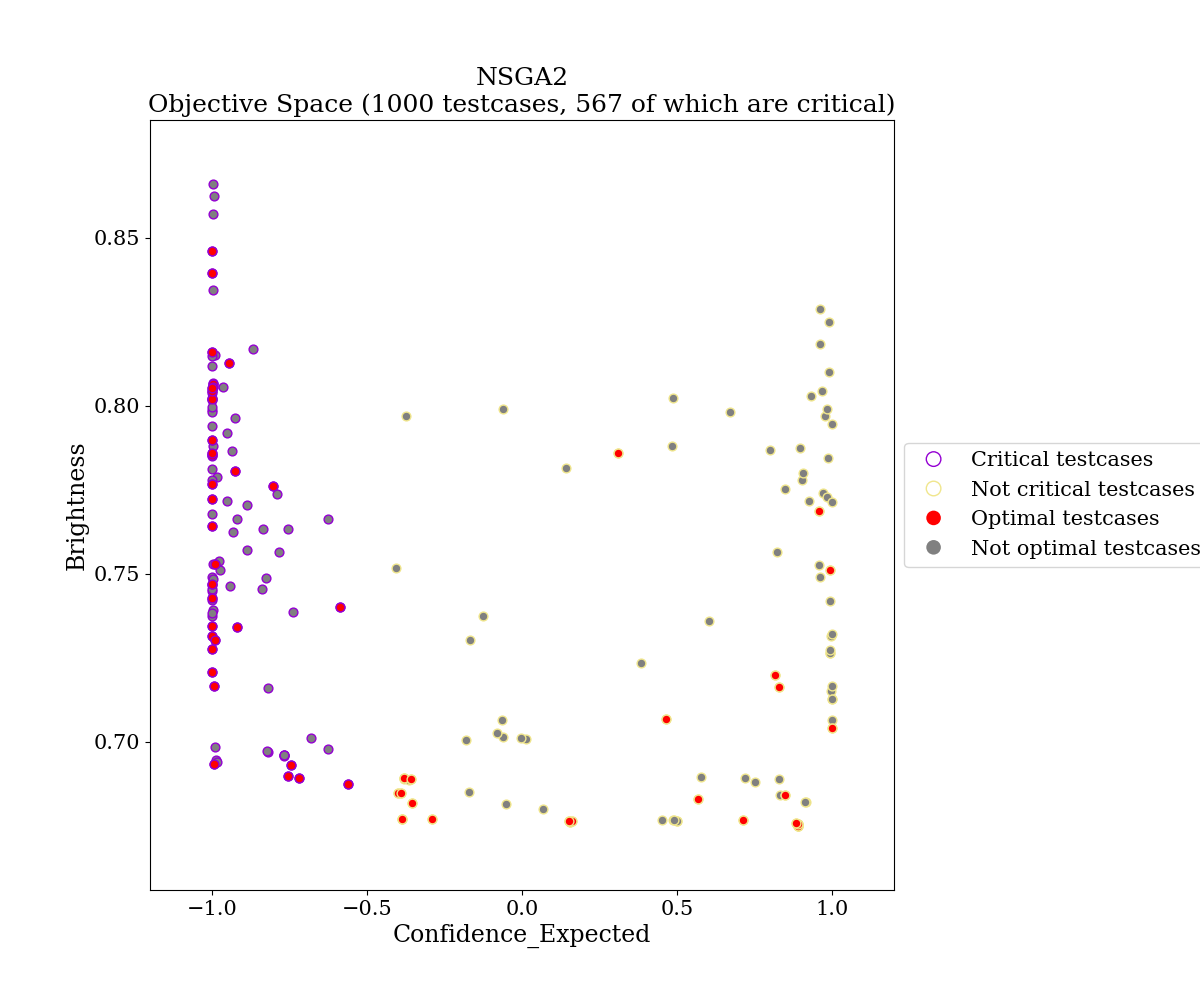 NSGA2
Objective Space (1000 testcases, 567 of which are critical)
0.85
0.80
0.75
0.70
Brightness
−1.0
−0.5
0.0
0.5
1.0
Confidence_Expected
Critical testcases
Not critical testcases
Optimal testcases
Not optimal testcases